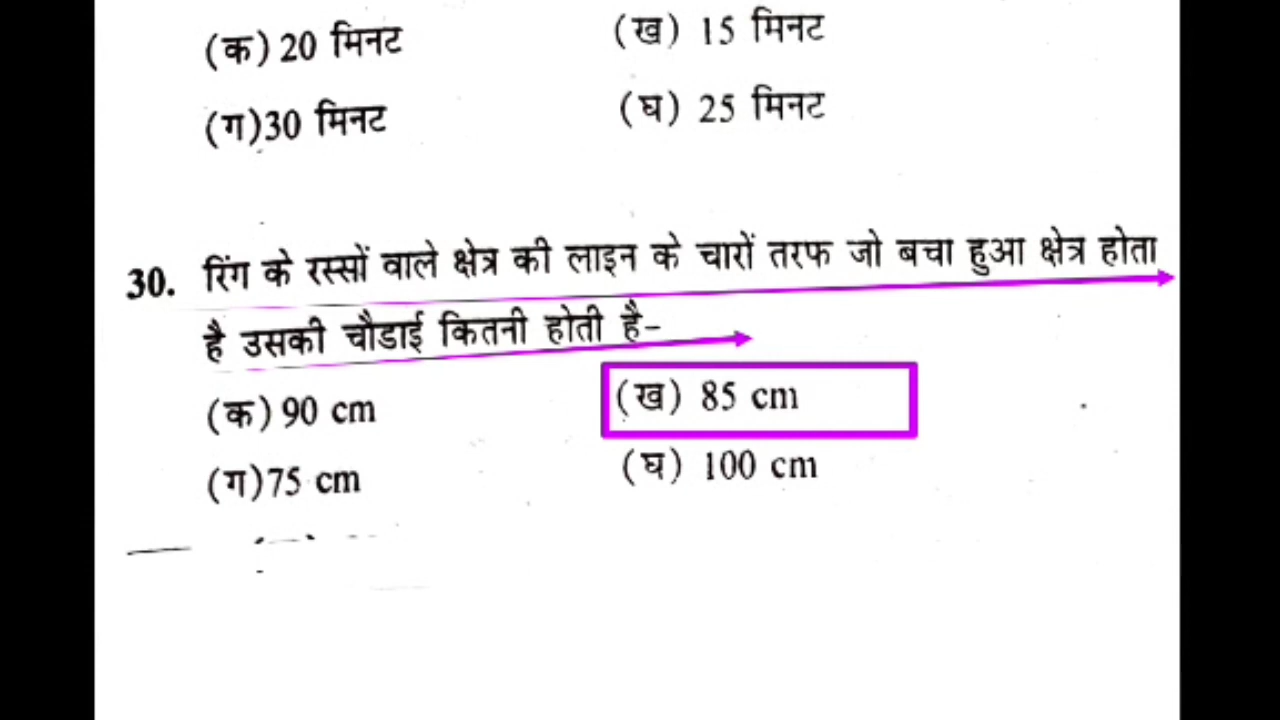 (क) 20 मिनट (ख) 15 मिनट
(ग)30 मिनट (घ) 25 मिनट
30. रिंग के रस्सों वाले क्षेत्र की लाइन के चारों तरफ जो बचा हुआ क्षेत्र होता
है उसकी चौडाई कितनी होती है-
(क) 90 cm (ख) 85 cm
(ग)75 cm (घ) 100 cm